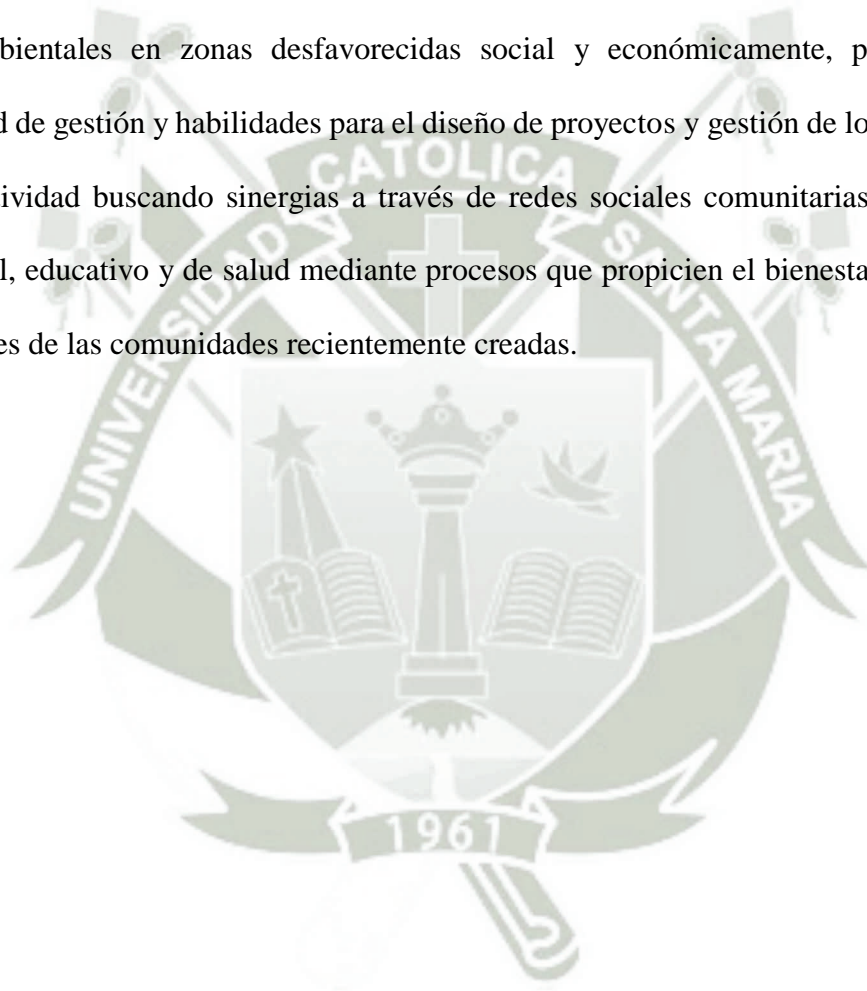 bientales en zonas desfavorecidas social y económicamente, p
d de gestión y habilidades para el diseño de proyectos y gestión de lo
tividad buscando sinergias a través de redes sociales comunitarias
l, educativo y de salud mediante procesos que propicien el bienesta
es de las comunidades recientemente creadas.
UNIVERSIDAD CATOLICA SANTA MARIA
1961